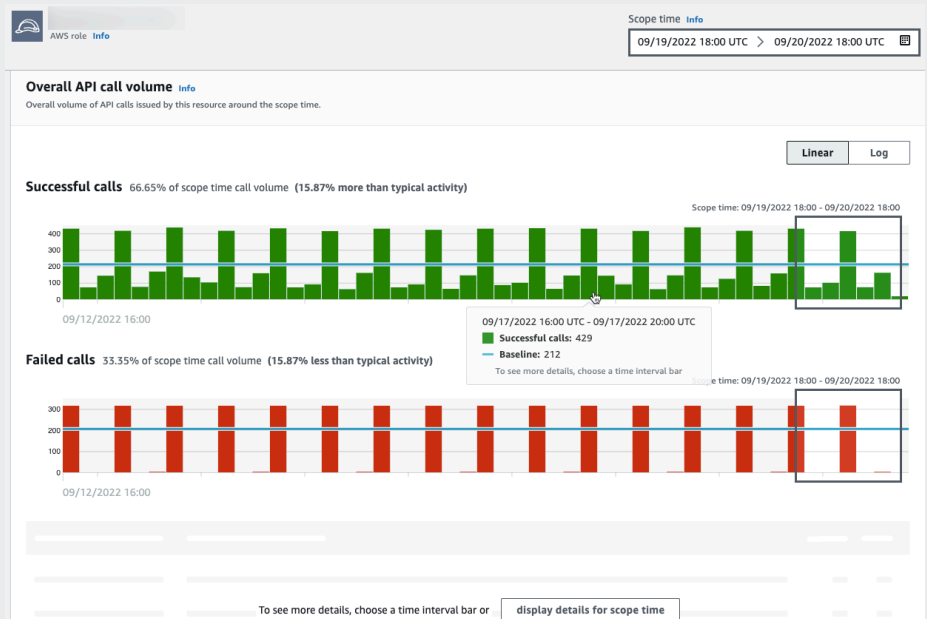 Scope time Info
AWS role Info
09/19/2022 18:00 UTC > 09/20/2022 18:00 UTC
Overall API call volume Info
Overall volume of API calls issued by this resource around the scope time.
Linear Log
Successful calls 66.65% of scope time call volume (15.87% more than typical activity)
Scope time: 09/19/2022 18:00 - 09/20/2022 18:00
400
300
200
100
0
09/12/2022 16:00
09/17/2022 16:00 UTC - 09/17/2022 20:00 UTC
Successful calls: 429
Baseline: 212
To see more details, choose a time interval bar
Failed calls 33.35% of scope time call volume (15.87% less than typical activity)
time: 09/19/2022 18:00 - 09/20/2022 18:00
300
200
100
0
09/12/2022 16:00
To see more details, choose a time interval bar or display details for scope time